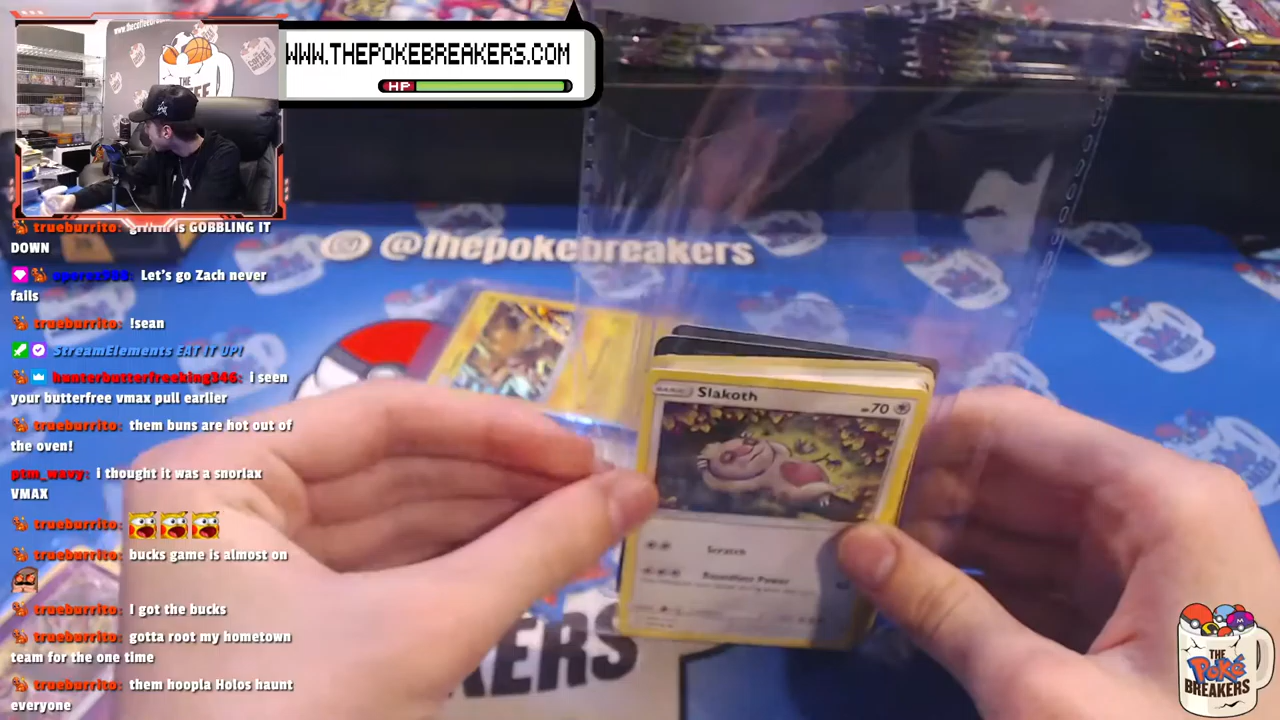 WWW.THEPOKEBREAKERS.COM
HP
@thepokebreakers
trueburrito: griffin is GOBBLING IT
DOWN
Let's go Zach never
fails
trueburrito: !sean
StreamElements EAT IT UP!
hunterbutterfreeking346: i seen
your butterfree vmax pull earlier
trueburrito: them buns are hot out of
the oven!
ptm_wavy: i thought it was a snorlax
VMAX
trueburrito:
trueburrito: bucks game is almost on
trueburrito: I got the bucks
trueburrito: gotta root my hometown
team for the one time
trueburrito: them hoopla Holos haunt
everyone
BASIC Slakoth HP 70
Scratch
Boundless Power
THE
POKÉ
BREAKERS